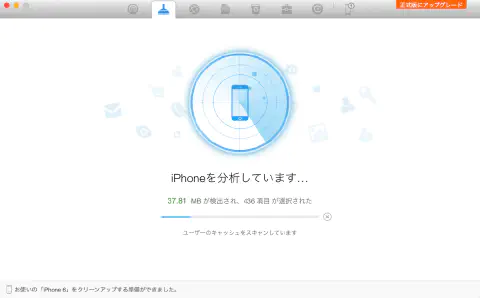 正式版にアップグレード
iPhoneを分析しています...
37.81 MB が検出され、436 項目 が選択された
ユーザーのキャッシュをスキャンしています
お使いの「iPhone 6」をクリーンアップする準備ができました。